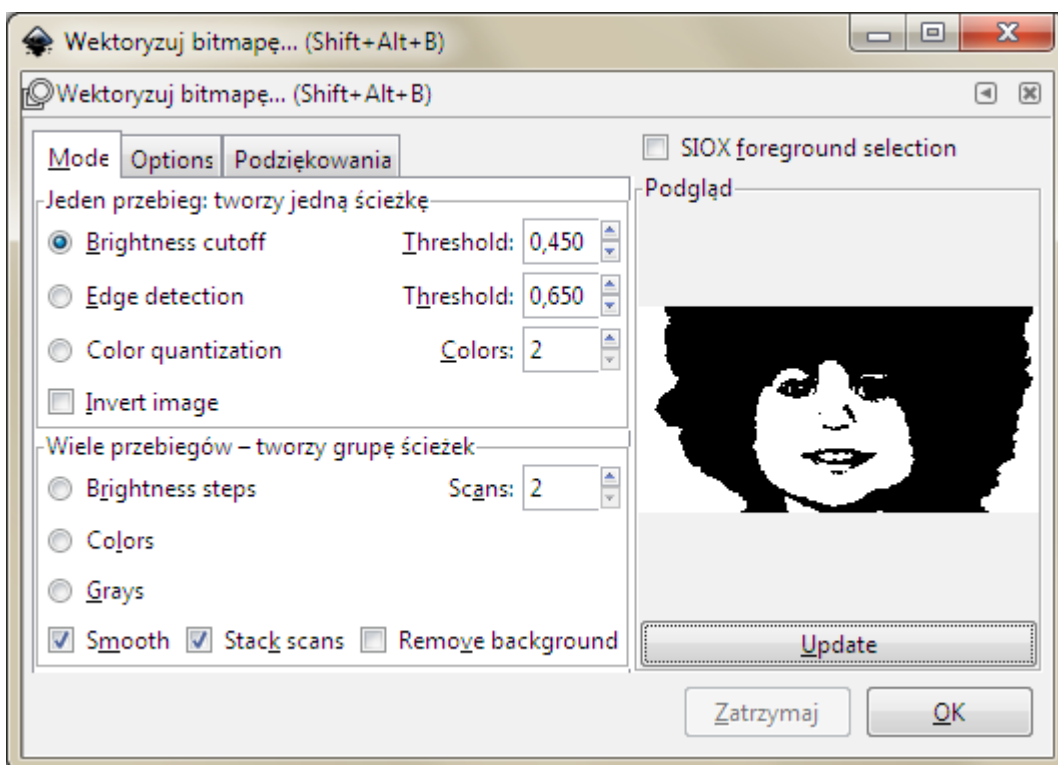 Wektoryzuj bitmapę... (Shift+Alt+B)
Wektoryzuj bitmapę... (Shift+Alt+B)
Mode Options Podziękowania
SIOX foreground selection
Jeden przebieg: tworzy jedną ścieżkę
Podgląd
Brightness cutoff Threshold: 0,450
Edge detection Threshold: 0,650
Color quantization Colors: 2
Invert image
Wiele przebiegów – tworzy grupę ścieżek
Brightness steps Scans: 2
Colors
Grays
Smooth Stack scans Remove background
Update
Zatrzymaj OK